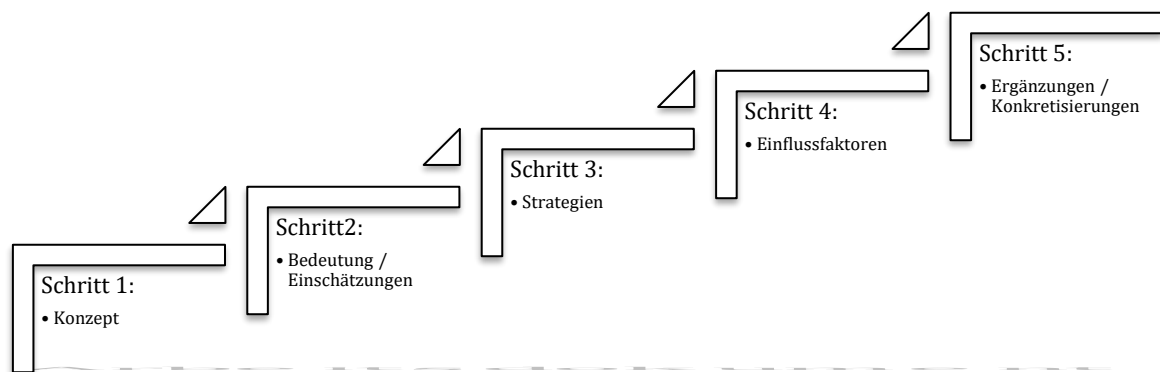 Schritt 1:
• Konzept
Schritt2:
• Bedeutung /
Einschätzungen
Schritt 3:
• Strategien
Schritt 4:
• Einflussfaktoren
Schritt 5:
• Ergänzungen /
Konkretisierungen